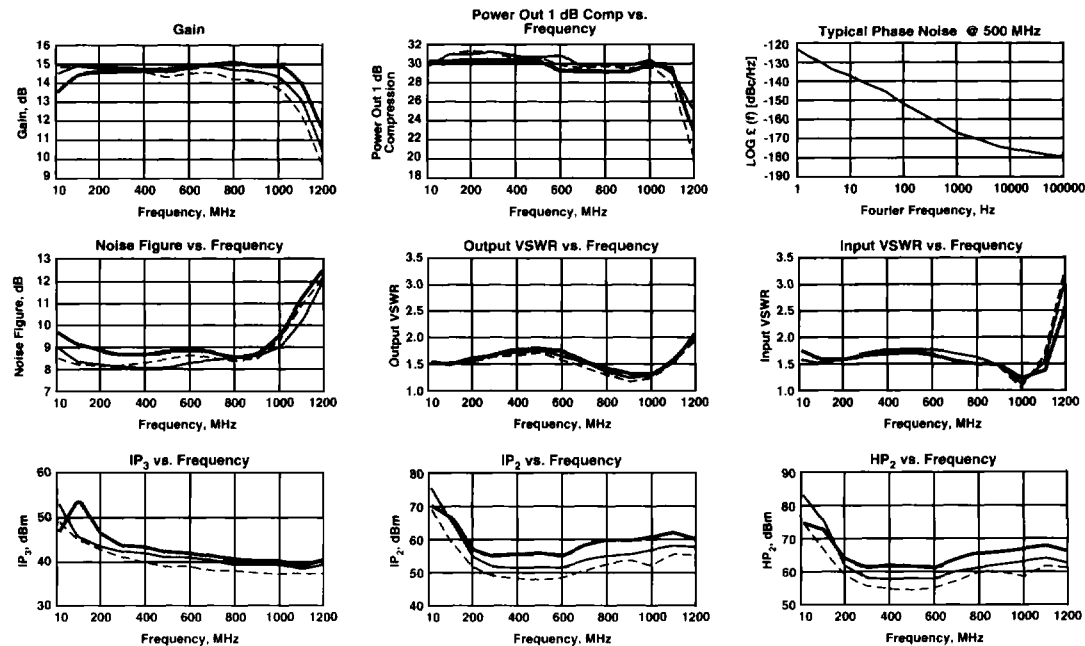 Gain
Gain, dB
16
15
14
13
12
11
10
9
10 200 400 600 800 1000 1200
Frequency, MHz
Power Out 1 dB Comp vs.
Frequency
Power Out 1 dB
Compression
32
30
28
26
24
22
20
18
10 200 400 600 800 1000 1200
Frequency, MHz
Typical Phase Noise @ 500 MHz
LOG £ (f) [dBc/Hz]
-120
-130
-140
-150
-160
-170
-180
-190
1 10 100 1000 10000 100000
Fourier Frequency, Hz
Noise Figure vs. Frequency
Noise Figure, dB
13
12
11
10
9
8
7
10 200 400 600 800 1000 1200
Frequency, MHz
Output VSWR vs. Frequency
Output VSWR
3.5
3.0
2.5
2.0
1.5
1.0
10 200 400 600 800 1000 1200
Frequency, MHz
Input VSWR vs. Frequency
Input VSWR
3.5
3.0
2.5
2.0
1.5
1.0
10 200 400 600 800 1000 1200
Frequency, MHz
IP3 vs. Frequency
IP3, dBm
60
50
40
30
10 200 400 600 800 1000 1200
Frequency, MHz
IP2 vs. Frequency
IP2, dBm
80
70
60
50
40
10 200 400 600 800 1000 1200
Frequency, MHz
HP2 vs. Frequency
HP2, dBm
90
80
70
60
50
10 200 400 600 800 1000 1200
Frequency, MHz